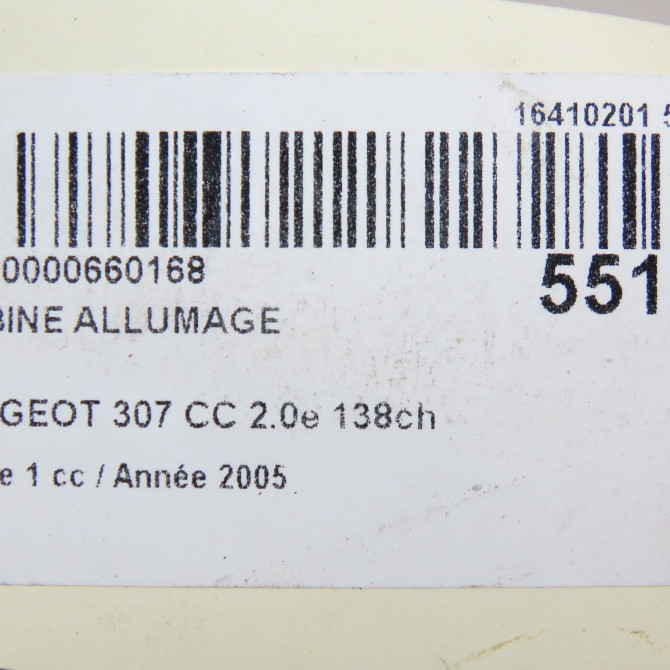 16410201 5
0000660168
551
BINE ALLUMAGE
GEOT 307 CC 2.0e 138ch
e 1 cc / Année 2005